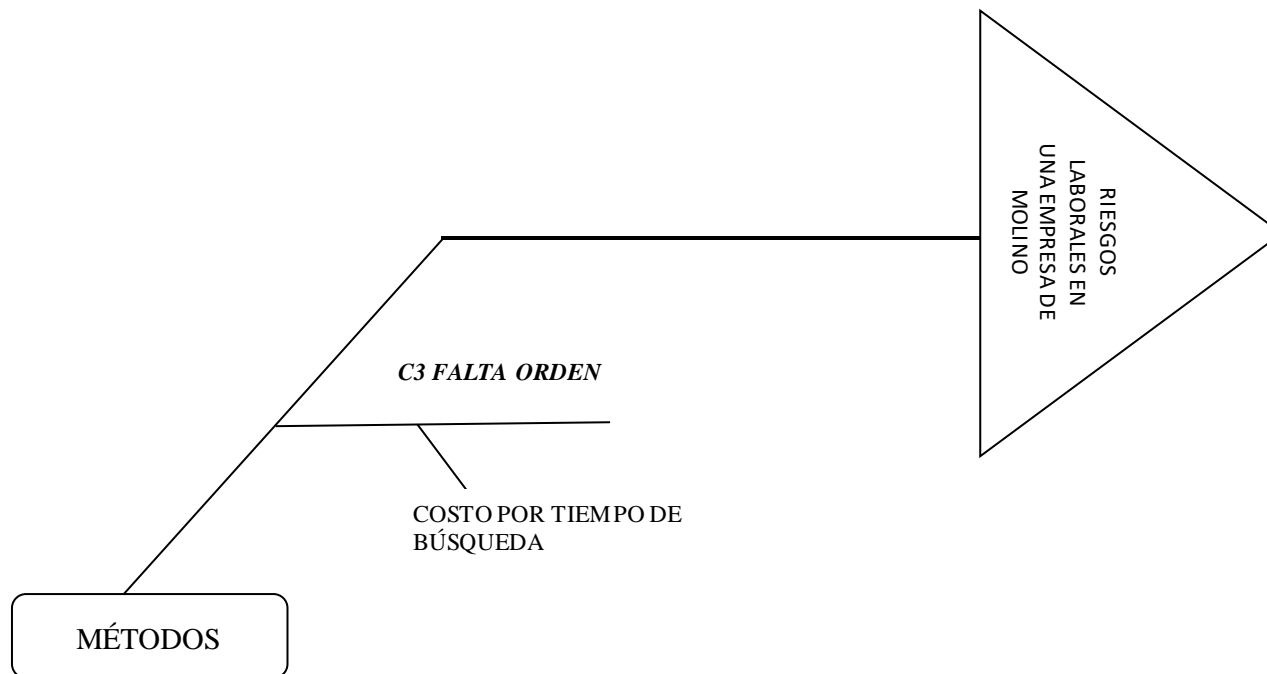 RIESGOS
LABORALES EN
UNA EMPRESA DE
MOLINO
C3 FALTA ORDEN
COSTO POR TIEMPO DE
BÚSQUEDA
MÉTODOS